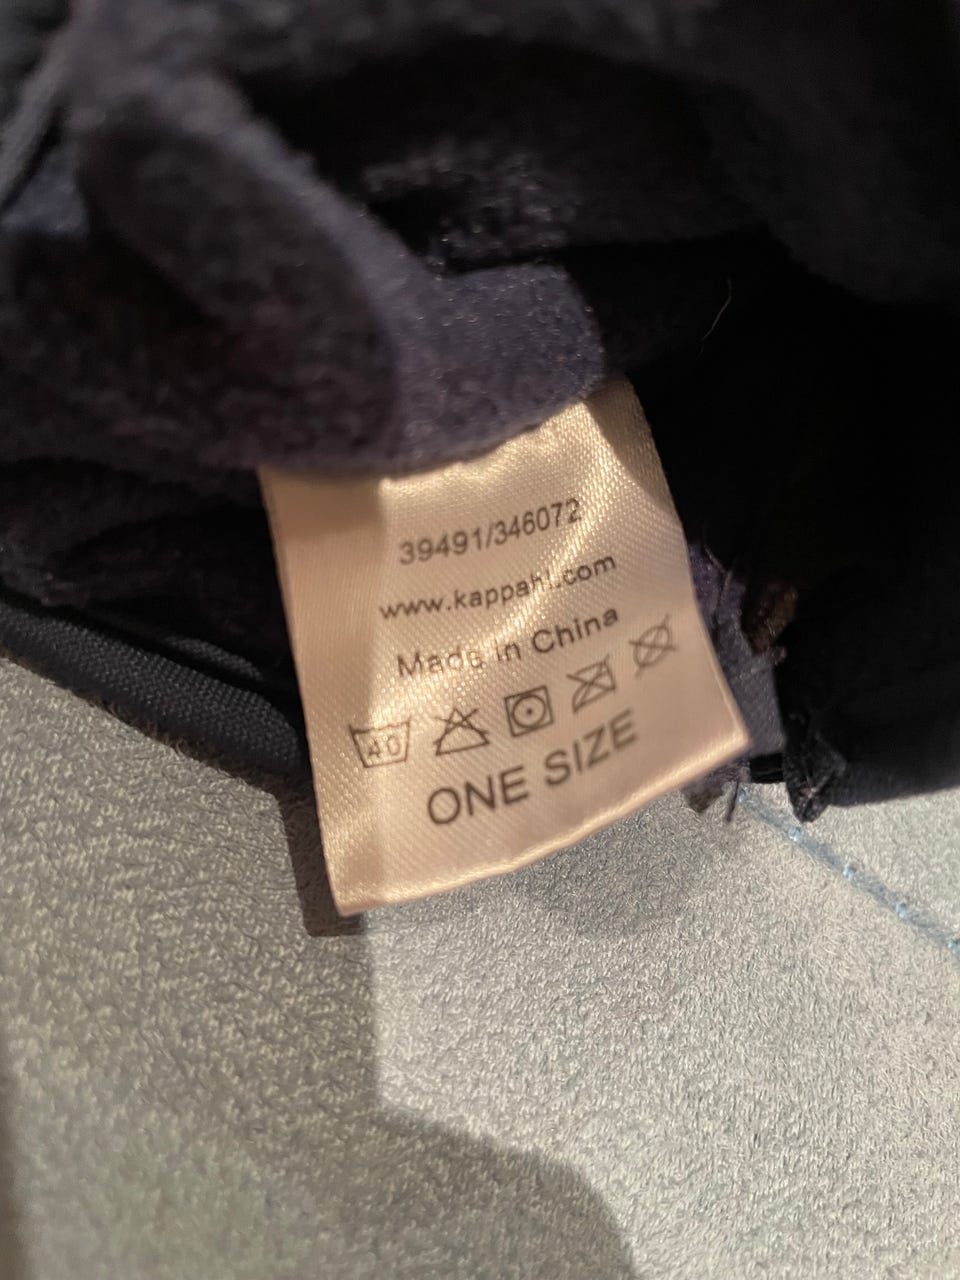 39491/346072
www.kappahl.com
Made in China
40
ONE SIZE